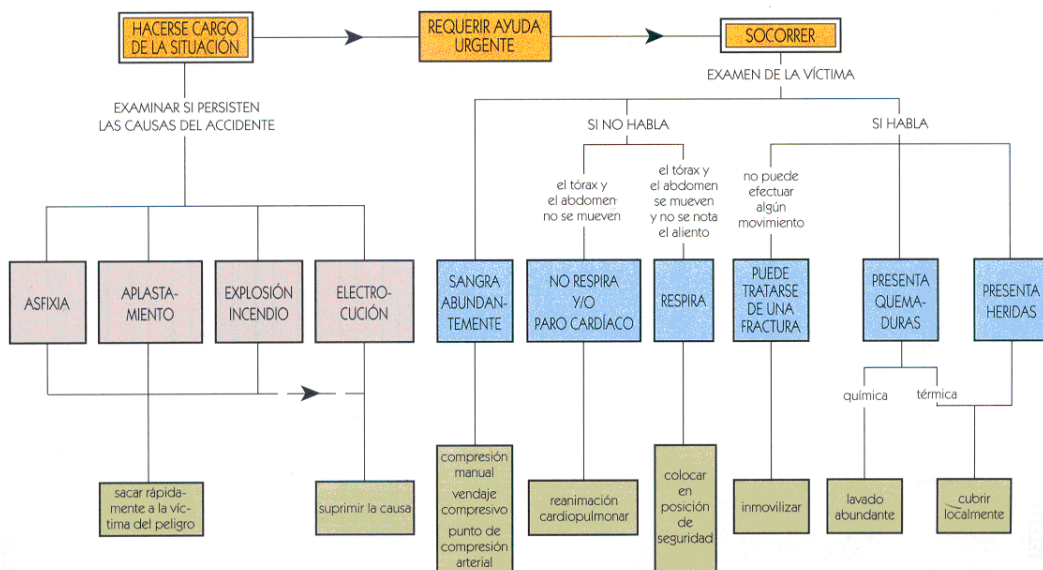 HACERSE CARGO
DE LA SITUACIÓN
REQUERIR AYUDA
URGENTE
SOCORRER
EXAMEN DE LA VÍCTIMA
EXAMINAR SI PERSISTEN
LAS CAUSAS DEL ACCIDENTE
SI NO HABLA
SI HABLA
el tórax y
el abdomen
no se mueven
el tórax y
el abdomen
se mueven
y no se nota
el aliento
no puede
efectuar
algún
movimiento
ASFIXIA
APLASTA-
MIENTO
EXPLOSIÓN
INCENDIO
ELECTRO-
CUCIÓN
SANGRA
ABUNDAN-
TEMENTE
NO RESPIRA
Y/O
PARO CARDÍACO
RESPIRA
PUEDE
TRATARSE
DE UNA
FRACTURA
PRESENTA
QUEMA-
DURAS
PRESENTA
HERIDAS
química
térmica
sacar rápida-
mente a la víc-
tima del peligro
suprimir la causa
compresión
manual
vendaje
compresivo
punto de
compresión
arterial
reanimación
cardiopulmonar
colocar
en
posición
de
seguridad
inmovilizar
lavado
abundante
cubrir
localmente